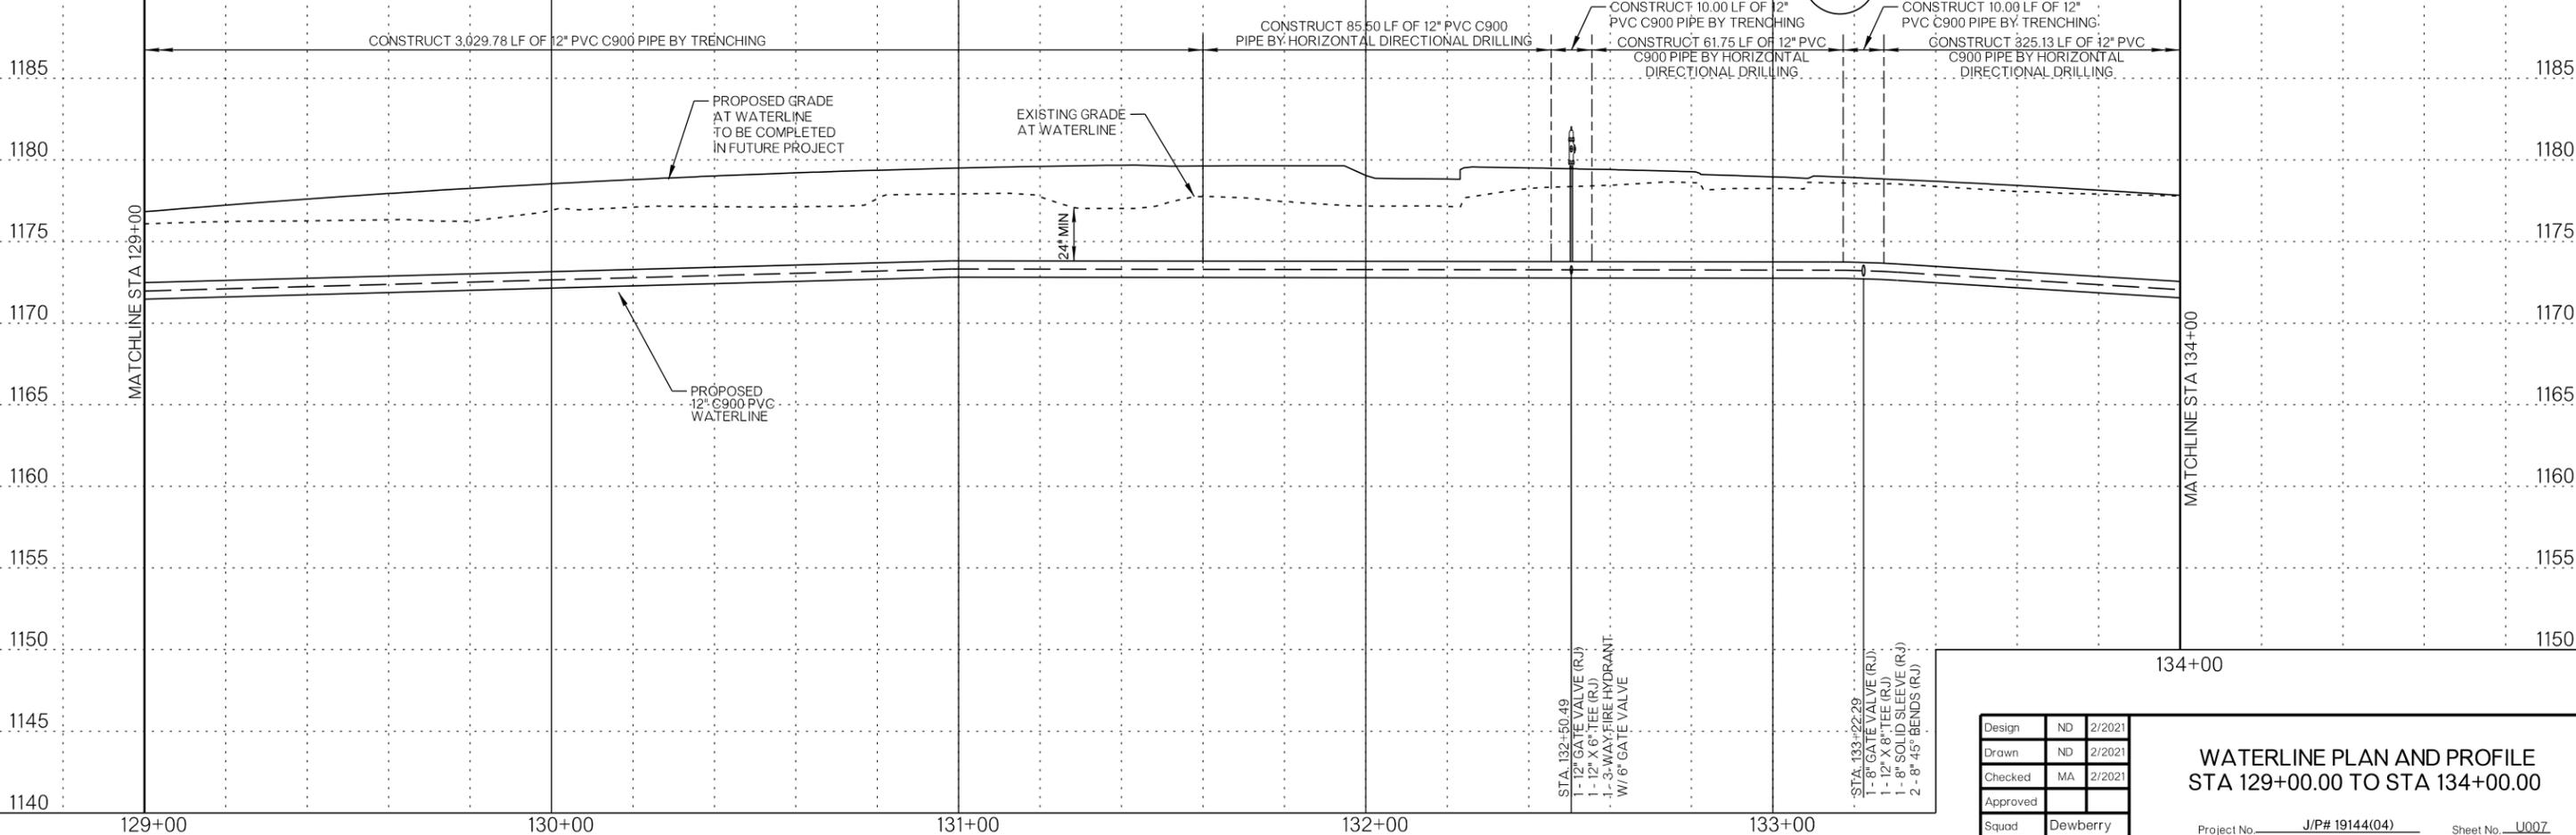 CONSTRUCT 3,029.78 LF OF 12" PVC C900 PIPE BY TRENCHING
CONSTRUCT 85.50 LF OF 12" PVC C900
PIPE BY HORIZONTAL DIRECTIONAL DRILLING
CONSTRUCT 10.00 LF OF 12"
PVC C900 PIPE BY TRENCHING
CONSTRUCT 61.75 LF OF 12" PVC
C900 PIPE BY HORIZONTAL
DIRECTIONAL DRILLING
CONSTRUCT 10.00 LF OF 12"
PVC C900 PIPE BY TRENCHING
CONSTRUCT 325.13 LF OF 12" PVC
C900 PIPE BY HORIZONTAL
DIRECTIONAL DRILLING
1185
1185
PROPOSED GRADE
AT WATERLINE
TO BE COMPLETED
IN FUTURE PROJECT
EXISTING GRADE
AT WATERLINE
1180
1180
1175
1175
24" MIN
MATCHLINE STA 129+00
MATCHLINE STA 134+00
1170
1170
PROPOSED
12" C900 PVC
WATERLINE
1165
1165
1160
1160
1155
1155
1150
1150
1145
1140
STA. 132+50.49
1 - 12" GATE VALVE (RJ)
1 - 12" X 6" TEE (RJ)
1 - 3-WAY FIRE HYDRANT
W/ 6" GATE VALVE
STA. 133+22.29
1 - 8" GATE VALVE (RJ)
1 - 12" X 8" TEE (RJ)
1 - 8" SOLID SLEEVE (RJ)
2 - 8" 45° BENDS (RJ)
134+00
129+00
130+00
131+00
132+00
133+00
Design ND 2/2021
Drawn ND 2/2021
Checked MA 2/2021
Approved
Squad Dewberry
WATERLINE PLAN AND PROFILE
STA 129+00.00 TO STA 134+00.00
Project No. J/P# 19144(04) Sheet No. U007